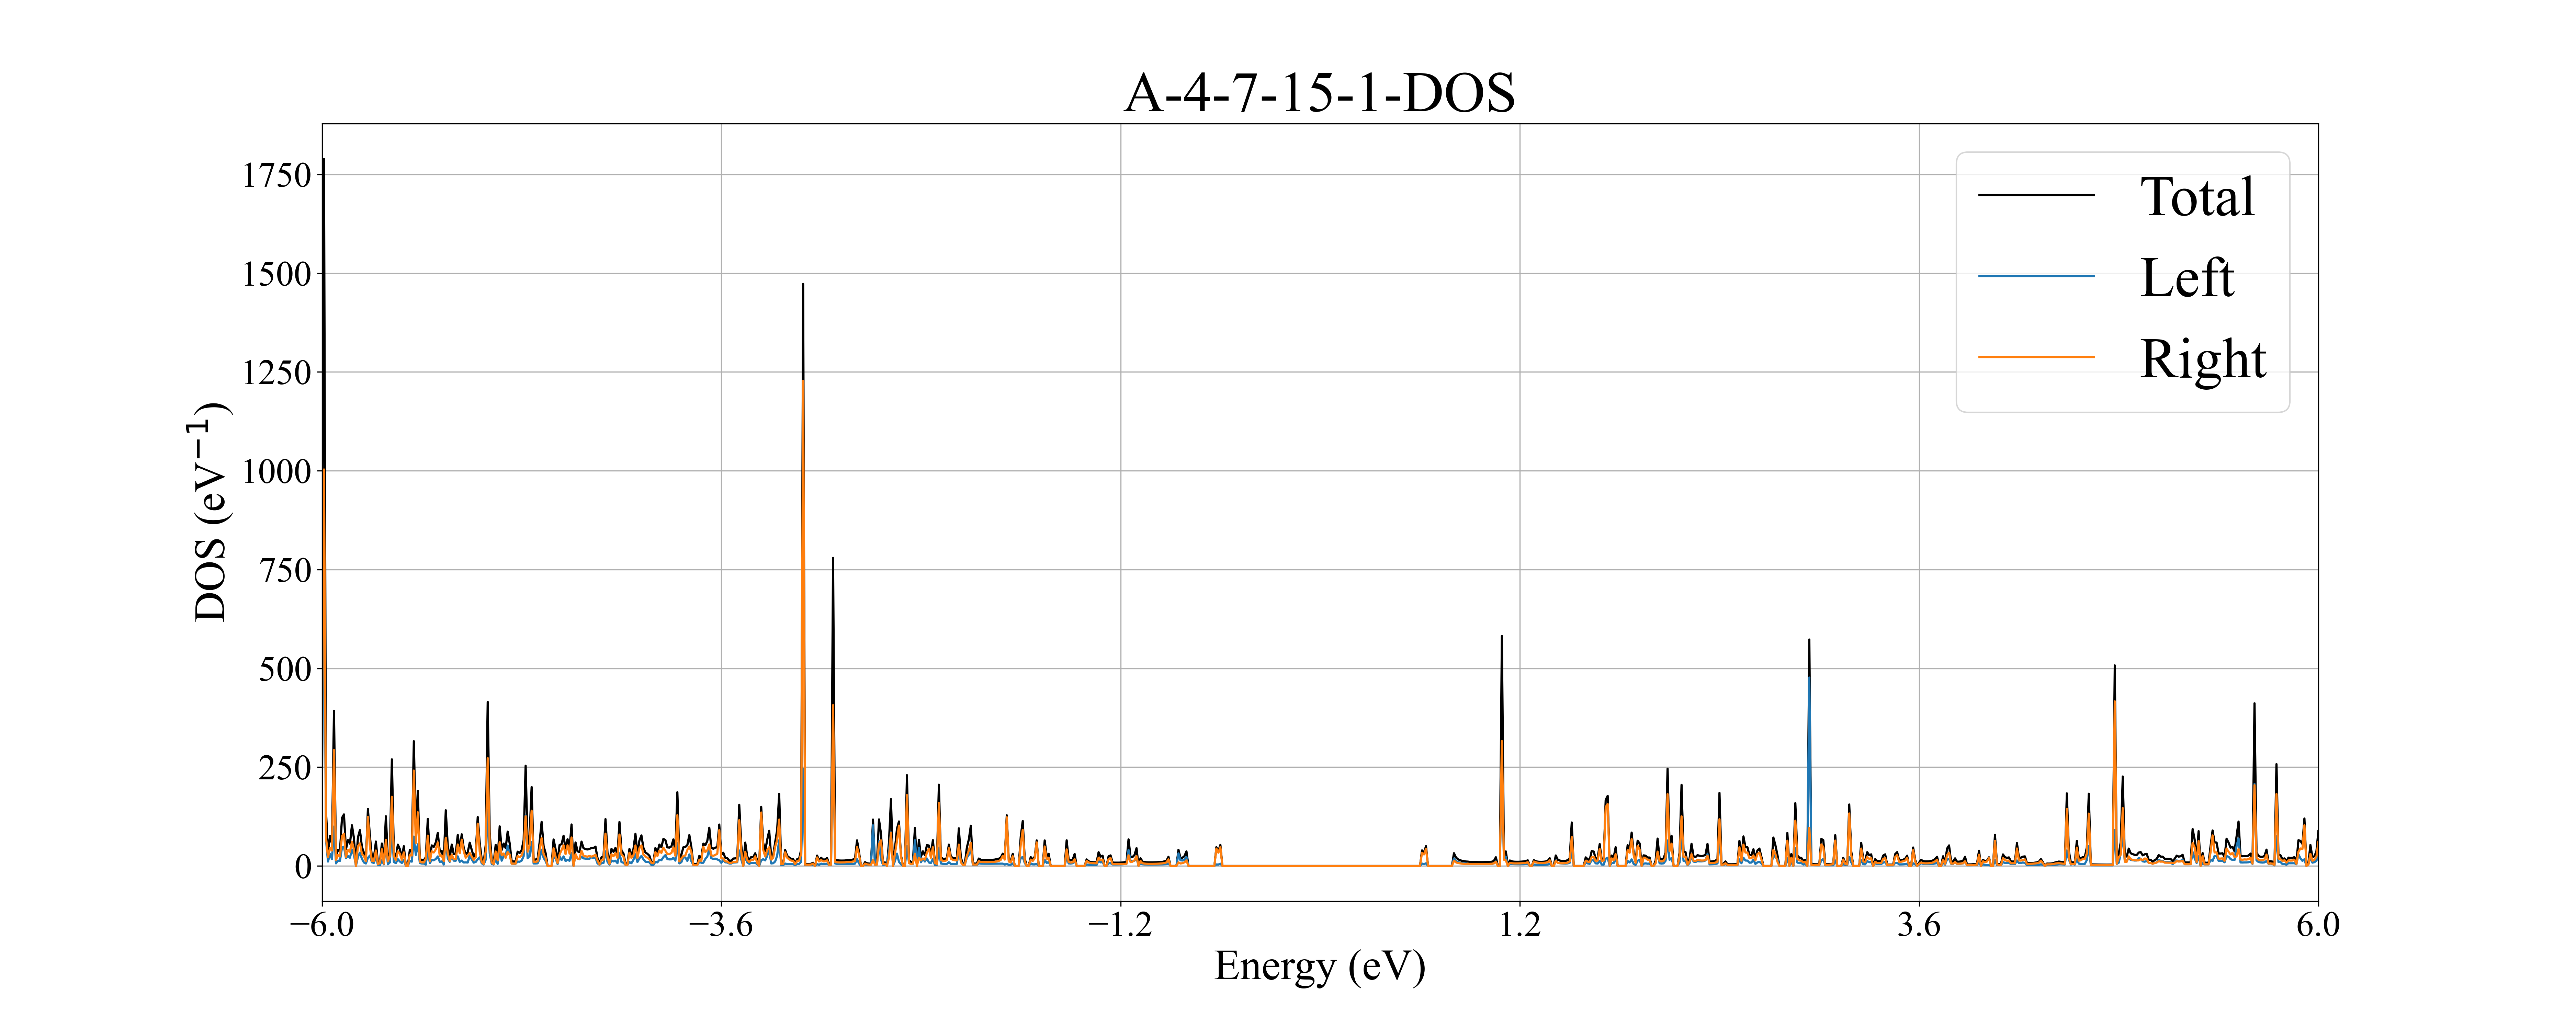 A-4-7-15-1-DOS
Total
Left
Right
1750
1500
1250
1000
750
500
250
0
DOS (eV⁻¹)
−6.0 −3.6 −1.2 1.2 3.6 6.0
Energy (eV)